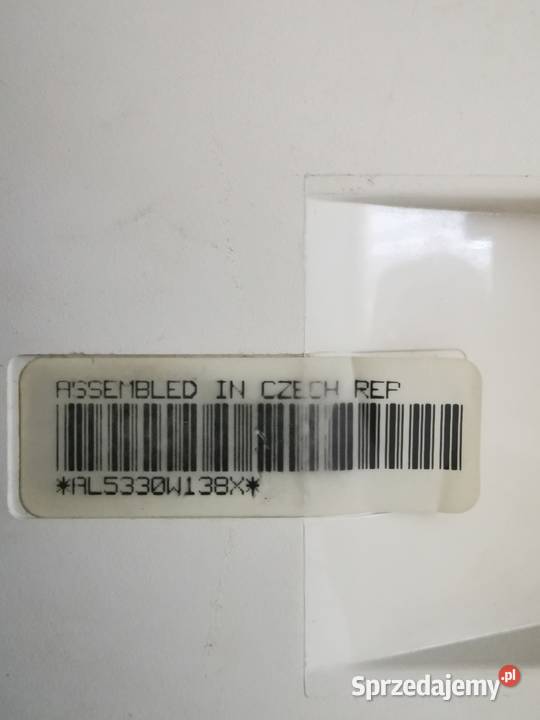 ASSEMBLED IN CZECH REP
*AL5330W138X*
Sprzedajemy.pl